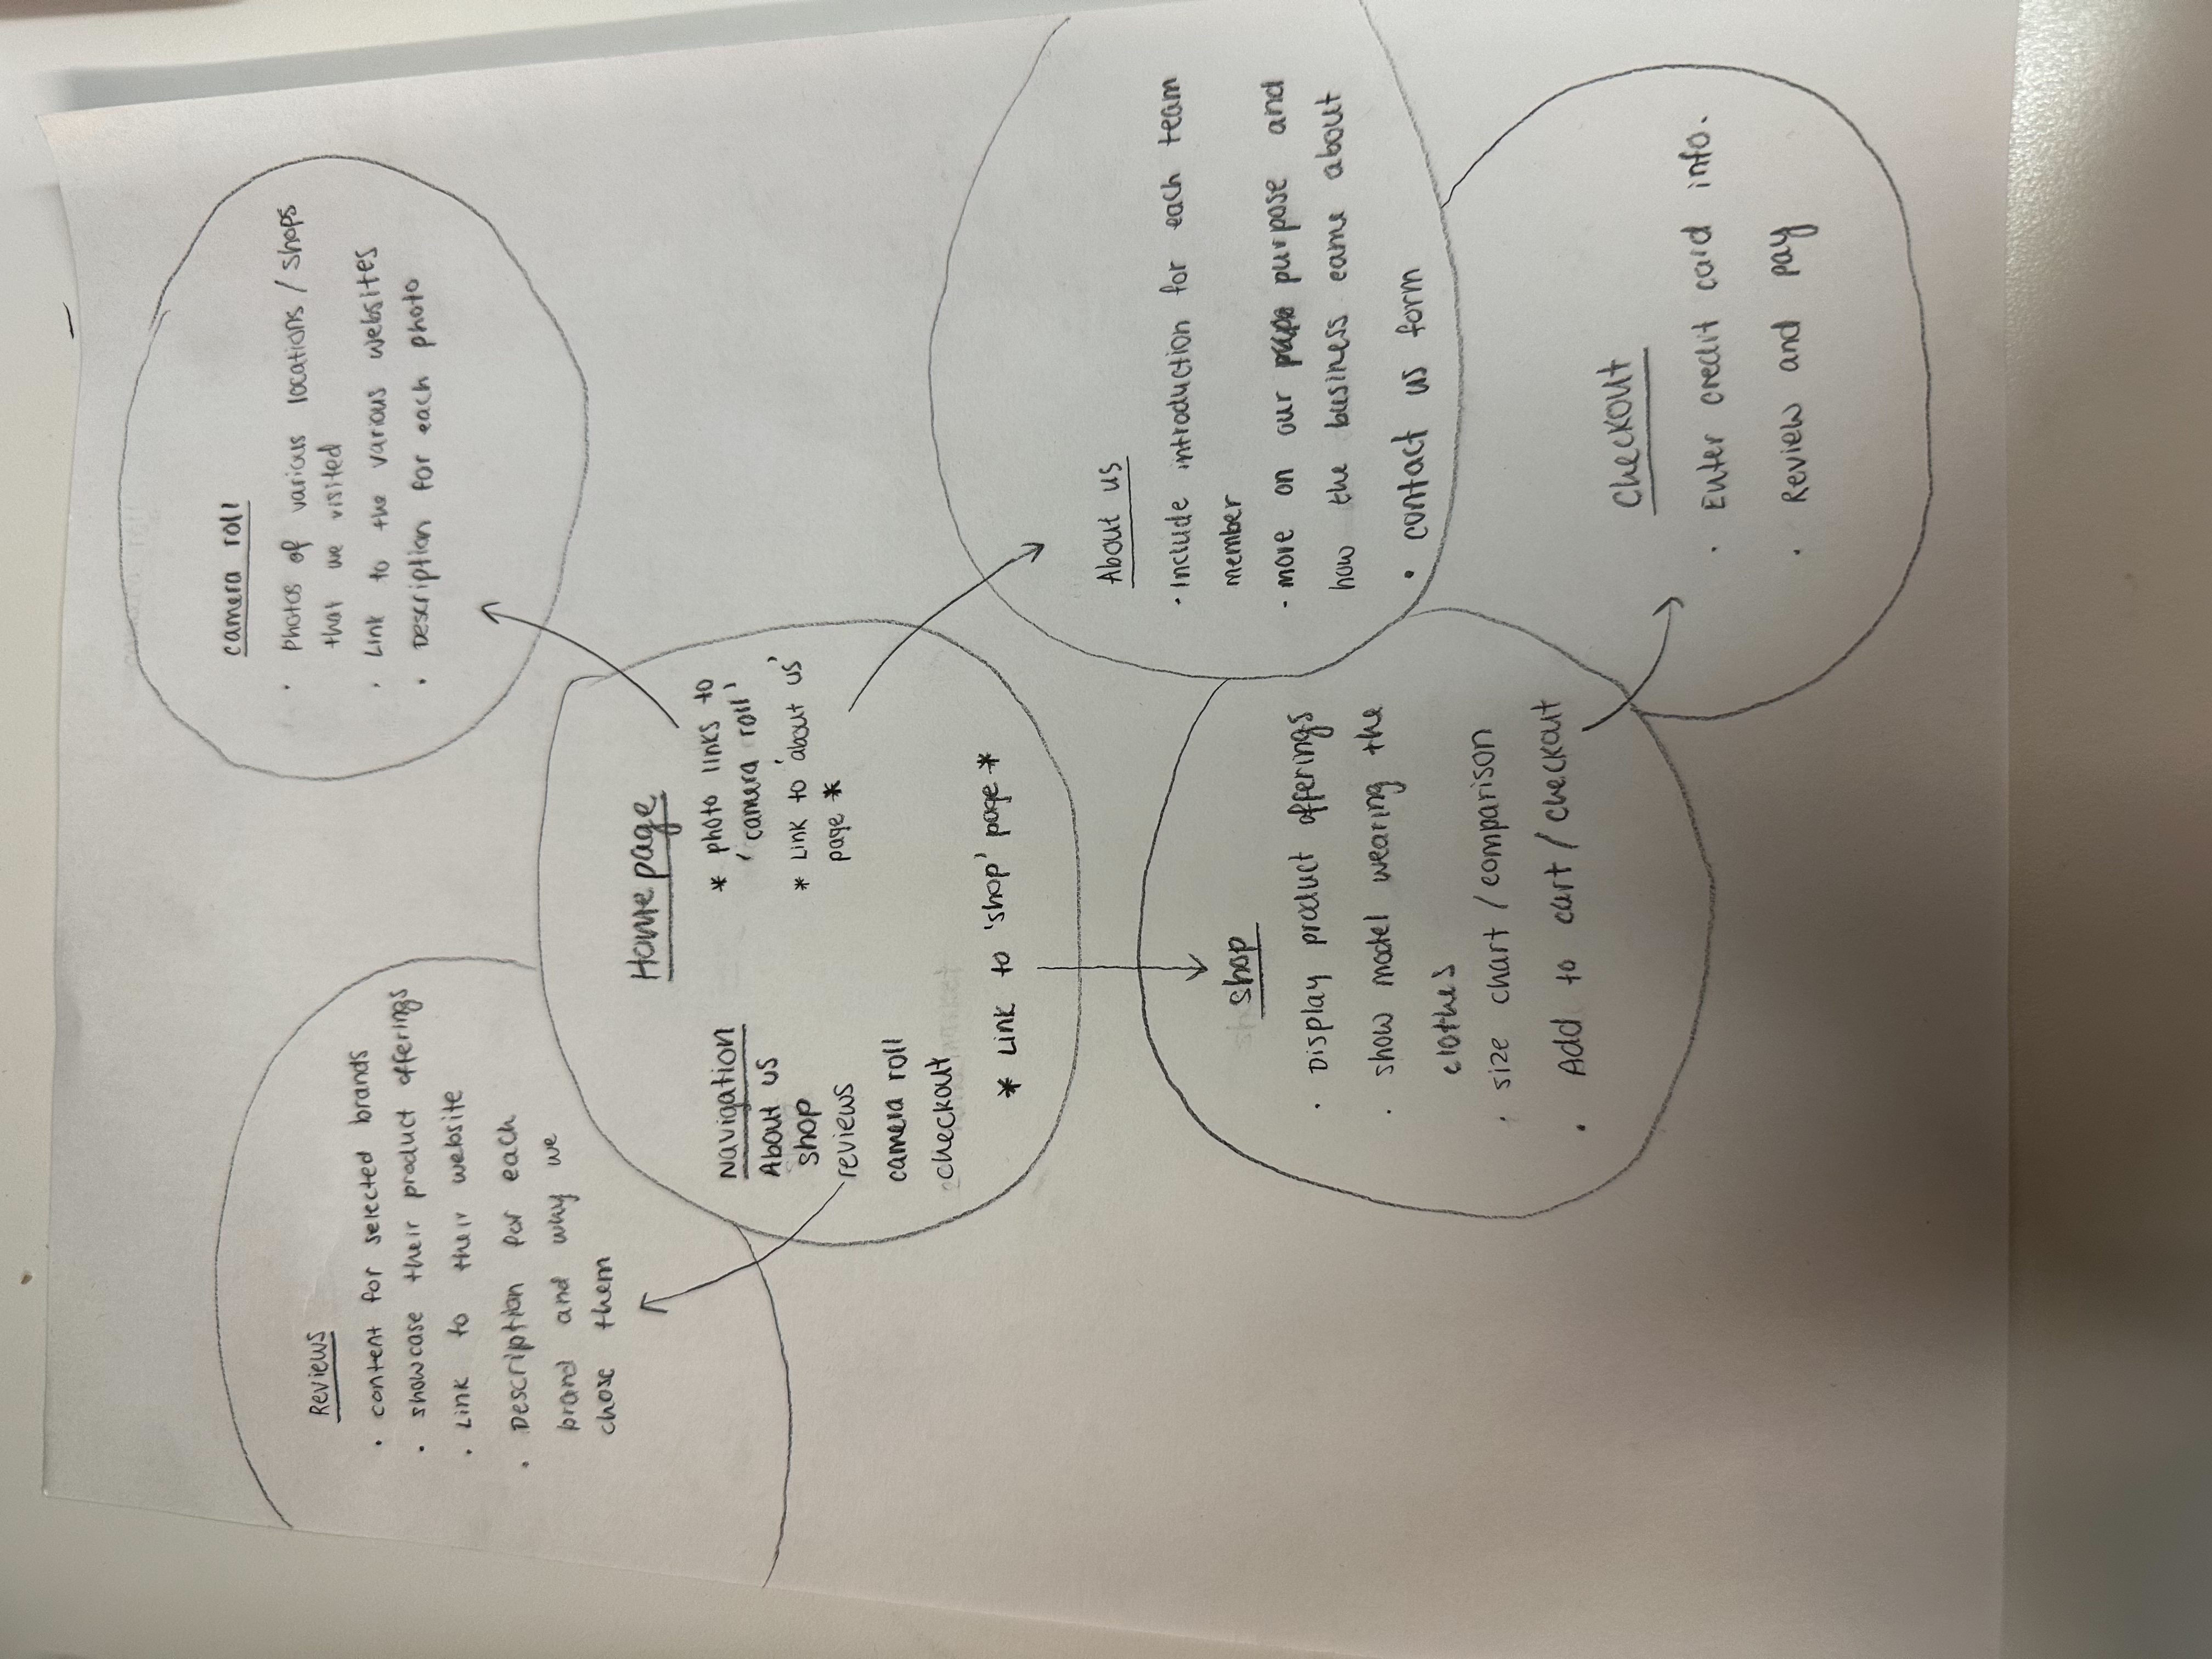 Reviews
• content for selected brands
• showcase their product offerings
• Link to their website
• Description for each
brand and why we
chose them
camera roll
• photos of various locations / shops
that we visited
• Link to the various websites
• Description for each photo
Homepage
Navigation
About us
shop
reviews
camera roll
checkout
* photo links to
'camera roll'
* Link to 'about us'
page *
* Link to 'shop' page *
About us
• Include introduction for each team
member
- more on our purpose and
how the business came about
• contact us form
shop
• Display product offerings
• show model wearing the
clothes
• size chart / comparison
• Add to cart / checkout
Checkout
• Enter credit card info.
• Review and pay